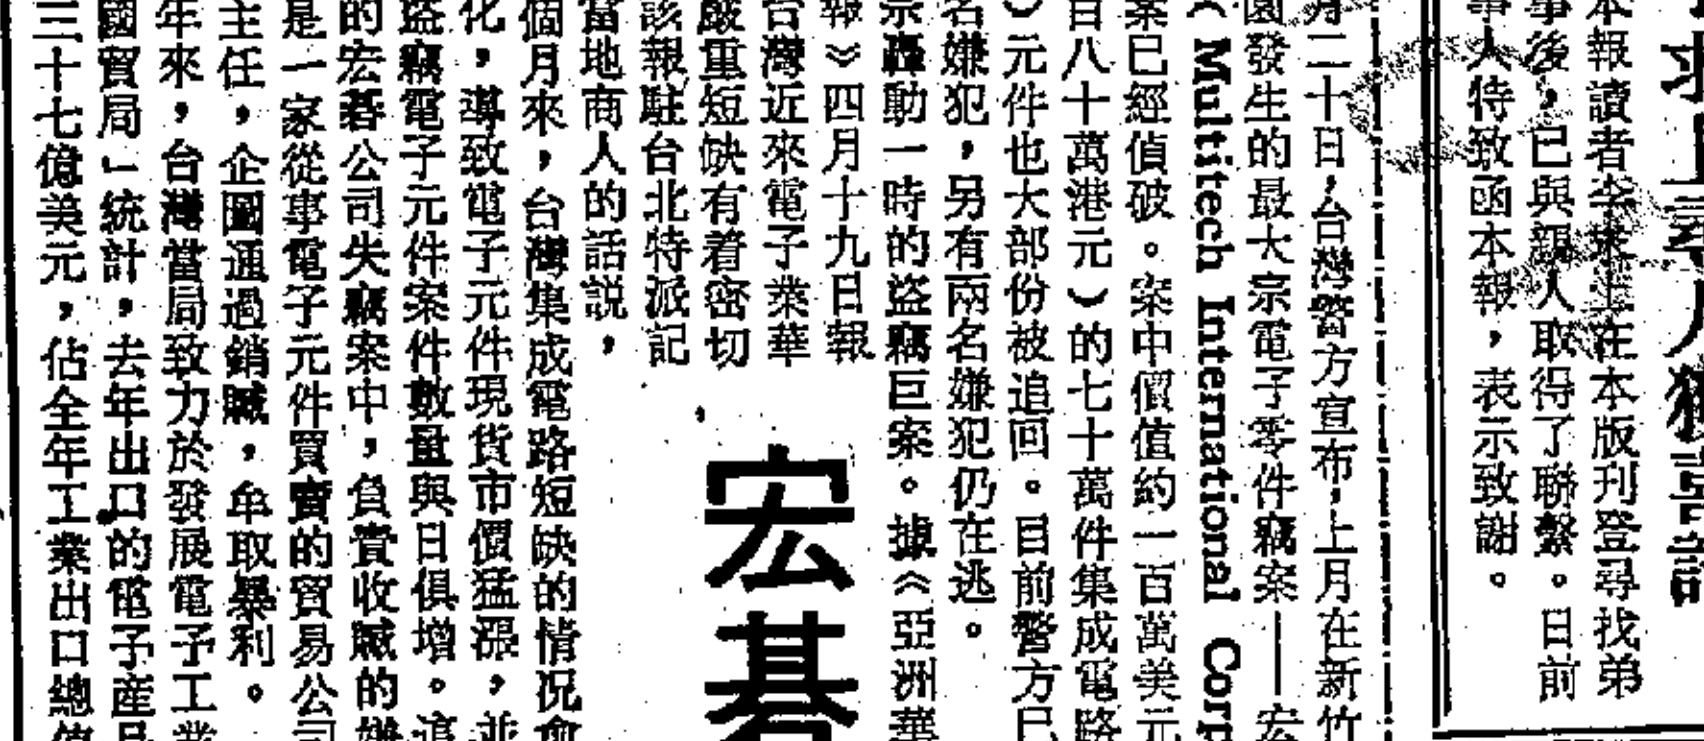 本報讀者李某在本版刊登尋找弟
事後，已與親人取得了聯繫。日前
事人特致函本報，表示致謝。
月二十日，台灣警方宣布，上月在新竹
園發生的最大宗電子零件竊案——宏
（Multitech International Corp
案已經偵破。案中價值約一百萬美元
百八十萬港元）的七十萬件集成電路
）元件也大部份被追回。目前警方已
名嫌犯，另有兩名嫌犯仍在逃。
宗轟動一時的盜竊巨案。據《亞洲華
報》四月十九日報
台灣近來電子業華
嚴重短缺有着密切
該報駐台北特派記
當地商人的話説，
宏碁
個月來，台灣集成電路短缺的情況愈
化，導致電子元件現貨市價猛漲，並
盜竊電子元件案件數量與日俱增。追
的宏碁公司失竊案中，負責收贓的嫌
是一家從事電子元件買賣的貿易公司
主任，企圖通過銷贓，牟取暴利。
年來，台灣當局致力於發展電子工業
國貿局」統計，去年出口的電子產品
三十七億美元，佔全年工業出口總值